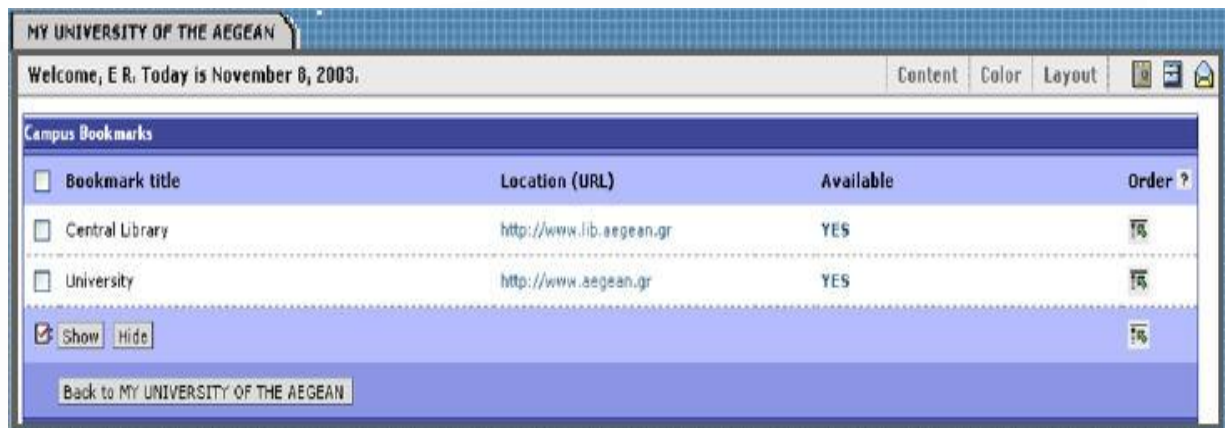 MY UNIVERSITY OF THE AEGEAN
Welcome, E R. Today is November 8, 2003. Content Color Layout
Campus Bookmarks
Bookmark title Location (URL) Available Order ?
Central Library http://www.lib.aegean.gr YES
University http://www.aegean.gr YES
Show Hide
Back to MY UNIVERSITY OF THE AEGEAN